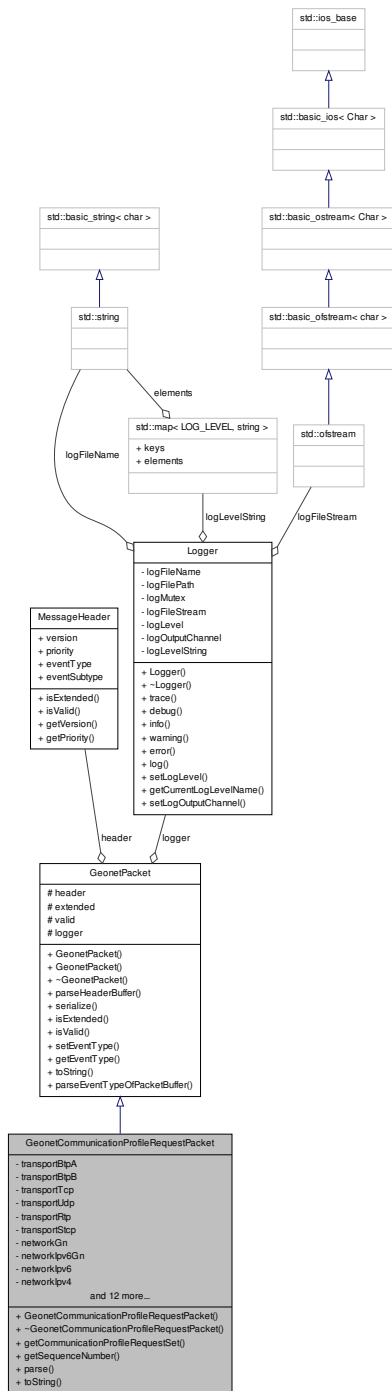 std::ios_base
std::basic_ios< Char >
std::basic_string< char >
std::basic_ostream< Char >
std::string
std::basic_ofstream< char >
elements
std::map< LOG_LEVEL, string >
+ keys
+ elements
std::ofstream
logFileName
logLevelString
logFileStream
Logger
- logFileName
- logFilePath
- logMutex
- logFileStream
- logLevel
- logOutputChannel
- logLevelString
+ Logger()
+ ~Logger()
+ trace()
+ debug()
+ info()
+ warning()
+ error()
+ log()
+ setLogLevel()
+ getCurrentLogLevelName()
+ setLogOutputChannel()
MessageHeader
+ version
+ priority
+ eventType
+ eventSubtype
+ isExtended()
+ isValid()
+ getVersion()
+ getPriority()
header
logger
GeonetPacket
# header
# extended
# valid
# logger
+ GeonetPacket()
+ GeonetPacket()
+ ~GeonetPacket()
+ parseHeaderBuffer()
+ serialize()
+ isExtended()
+ isValid()
+ setEventType()
+ getEventType()
+ toString()
+ parseEventTypeOfPacketBuffer()
GeonetCommunicationProfileRequestPacket
- transportBtpA
- transportBtpB
- transportTcp
- transportUdp
- transportRtp
- transportStcp
- networkGn
- networkIpv6Gn
- networkIpv6
- networkIpv4
and 12 more...
+ GeonetCommunicationProfileRequestPacket()
+ ~GeonetCommunicationProfileRequestPacket()
+ getCommunicationProfileRequestSet()
+ getSequenceNumber()
+ parse()
+ toString()